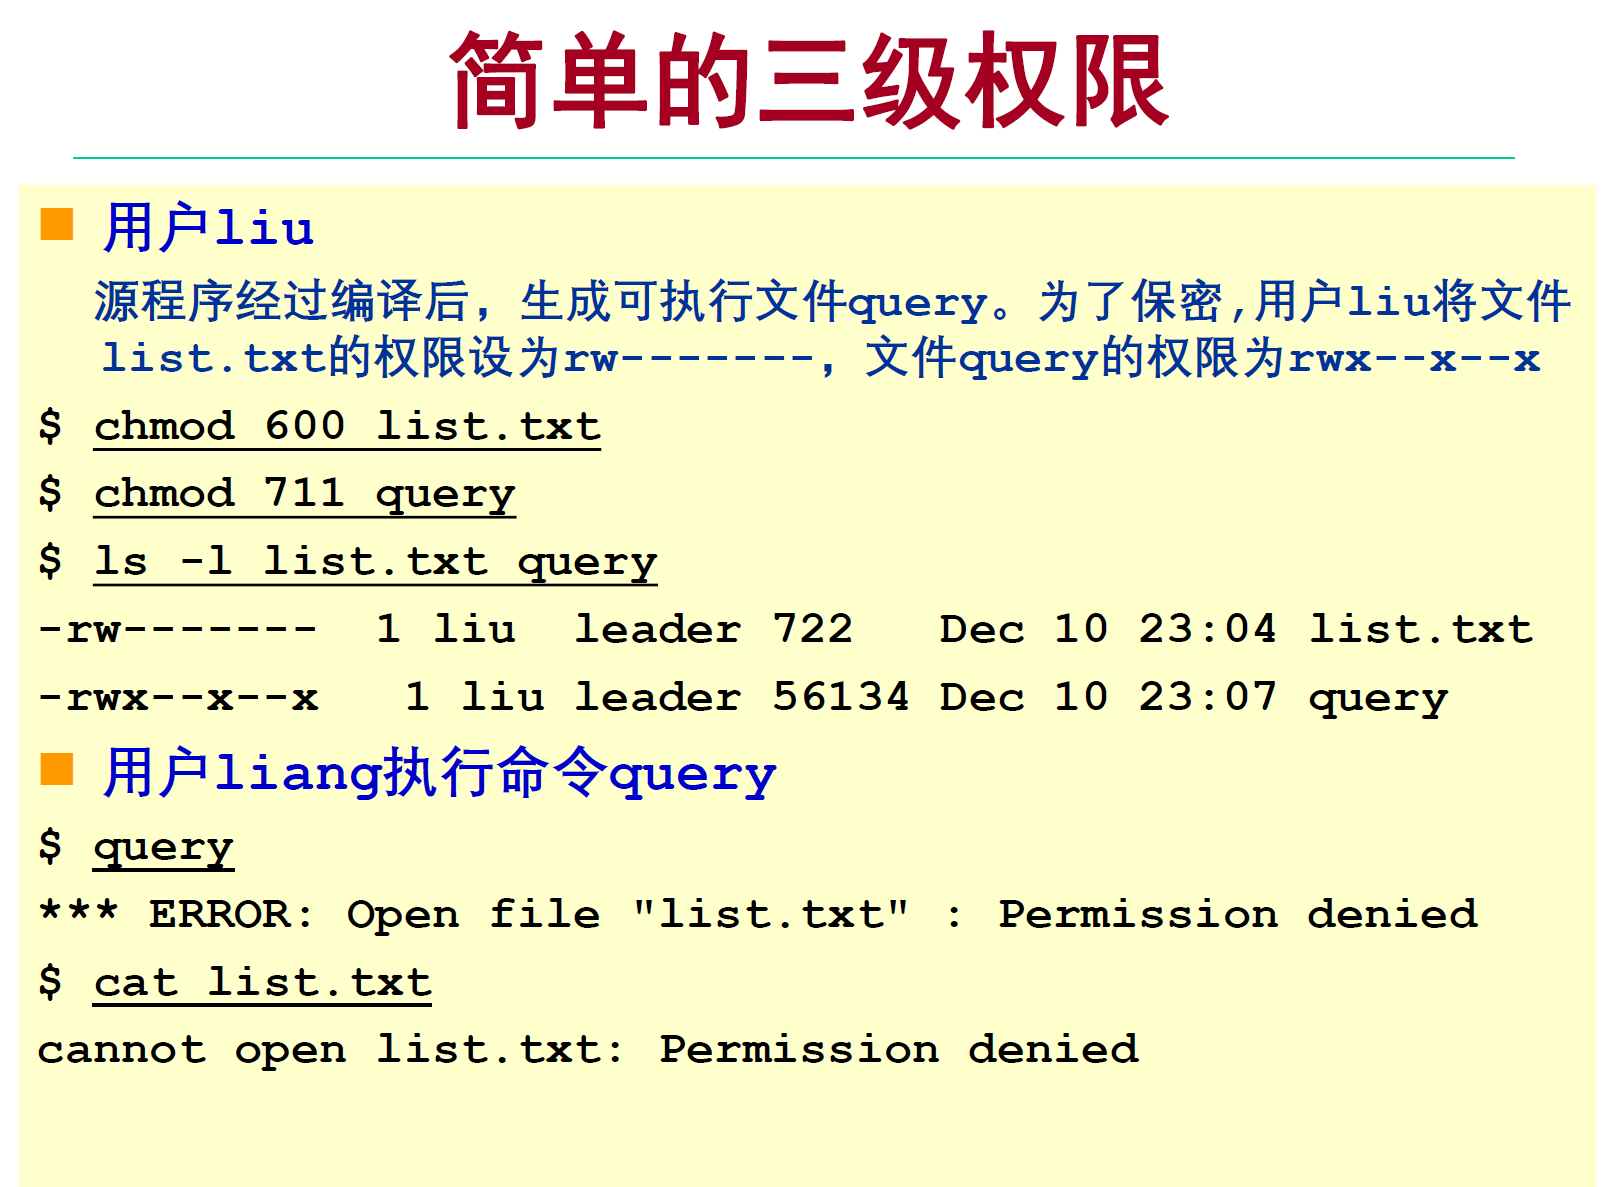 简单的三级权限
用户liu
源程序经过编译后，生成可执行文件query。为了保密,用户liu将文件
list.txt的权限设为rw-------，文件query的权限为rwx--x--x
$ chmod 600 list.txt
$ chmod 711 query
$ ls -l list.txt query
-rw-------  1 liu  leader 722   Dec 10 23:04 list.txt
-rwx--x--x   1 liu leader 56134 Dec 10 23:07 query
用户liang执行命令query
$ query
*** ERROR: Open file "list.txt" : Permission denied
$ cat list.txt
cannot open list.txt: Permission denied